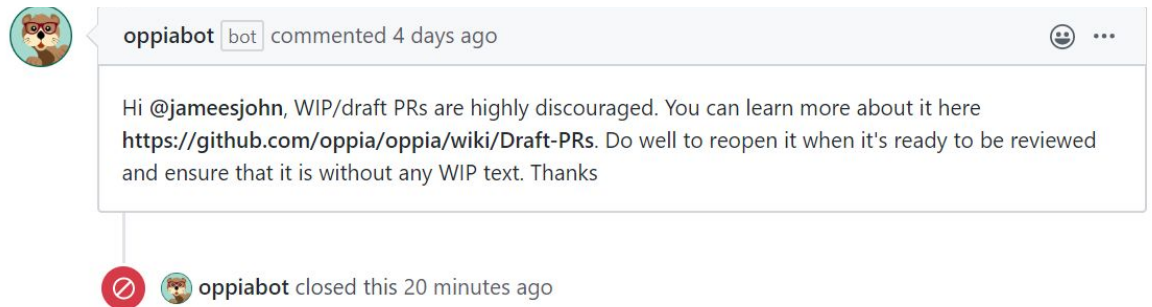 oppiabot bot commented 4 days ago
Hi @jameesjohn, WIP/draft PRs are highly discouraged. You can learn more about it here
https://github.com/oppia/oppia/wiki/Draft-PRs. Do well to reopen it when it's ready to be reviewed
and ensure that it is without any WIP text. Thanks
oppiabot closed this 20 minutes ago